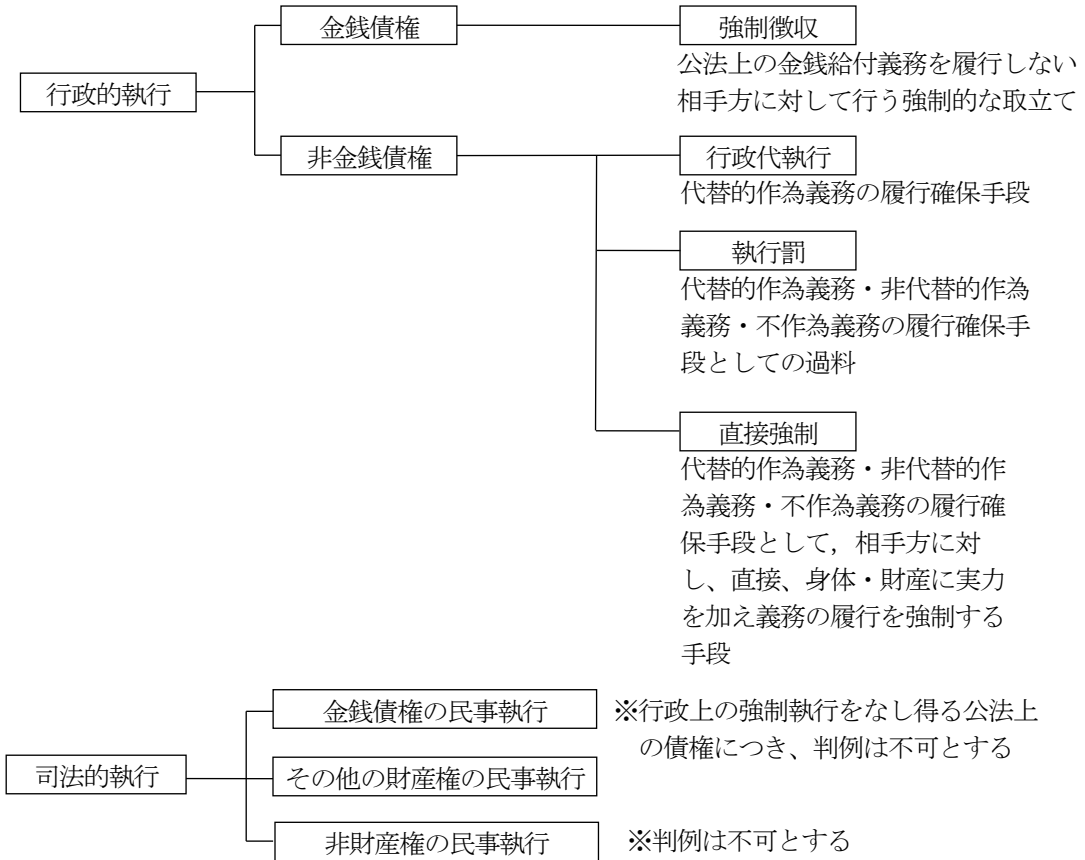 金銭債権
強制徴収
公法上の金銭給付義務を履行しない
相手方に対して行う強制的な取立て
行政的執行
非金銭債権
行政代執行
代替的作為義務の履行確保手段
執行罰
代替的作為義務・非代替的作為
義務・不作為義務の履行確保手
段としての過料
直接強制
代替的作為義務・非代替的作
為義務・不作為義務の履行確
保手段として，相手方に対
し、直接、身体・財産に実力
を加え義務の履行を強制する
手段
金銭債権の民事執行
※行政上の強制執行をなし得る公法上
の債権につき、判例は不可とする
司法的執行
その他の財産権の民事執行
非財産権の民事執行
※判例は不可とする